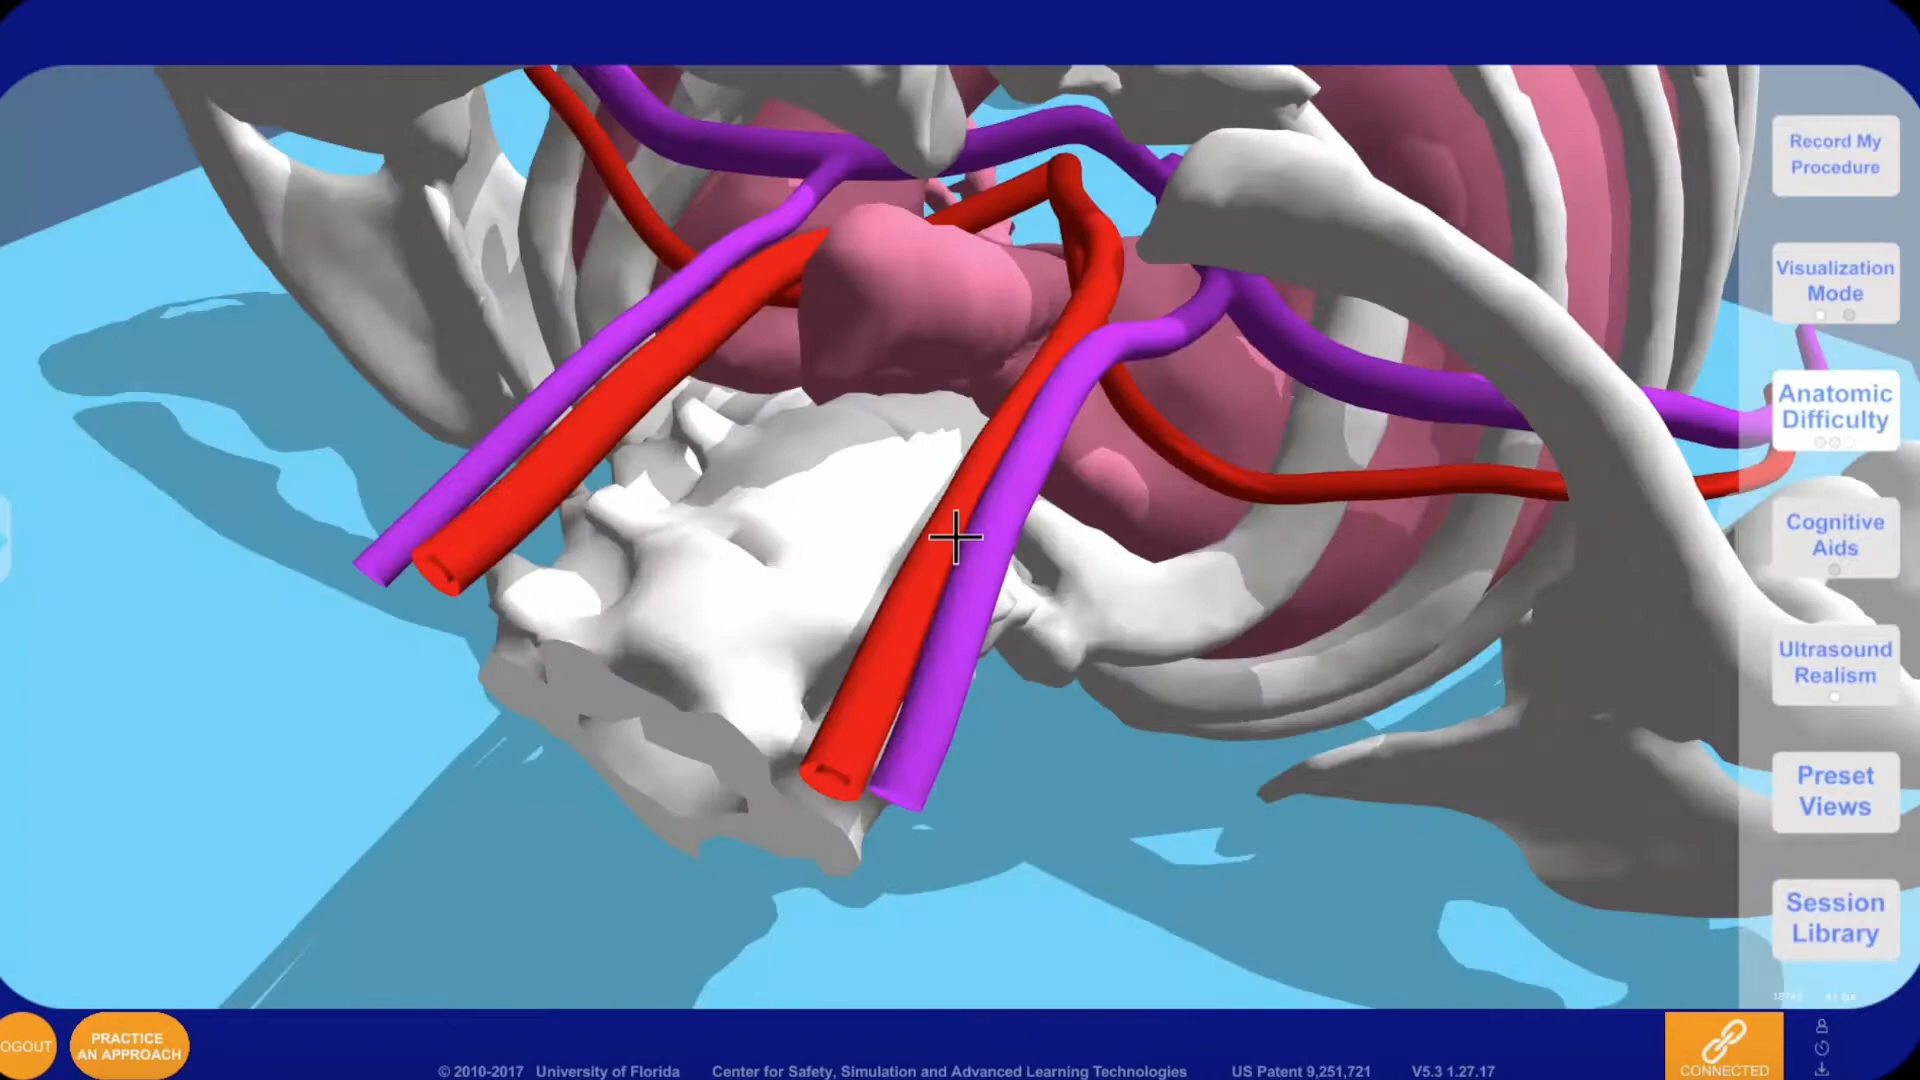 Record My
Procedure
Visualization
Mode
Anatomic
Difficulty
Cognitive
Aids
Ultrasound
Realism
Preset
Views
Session
Library
OGOUT
PRACTICE
AN APPROACH
© 2010-2017 University of Florida Center for Safety, Simulation and Advanced Learning Technologies US Patent 9,251,721 V5.3 1.27.17
CONNECTED